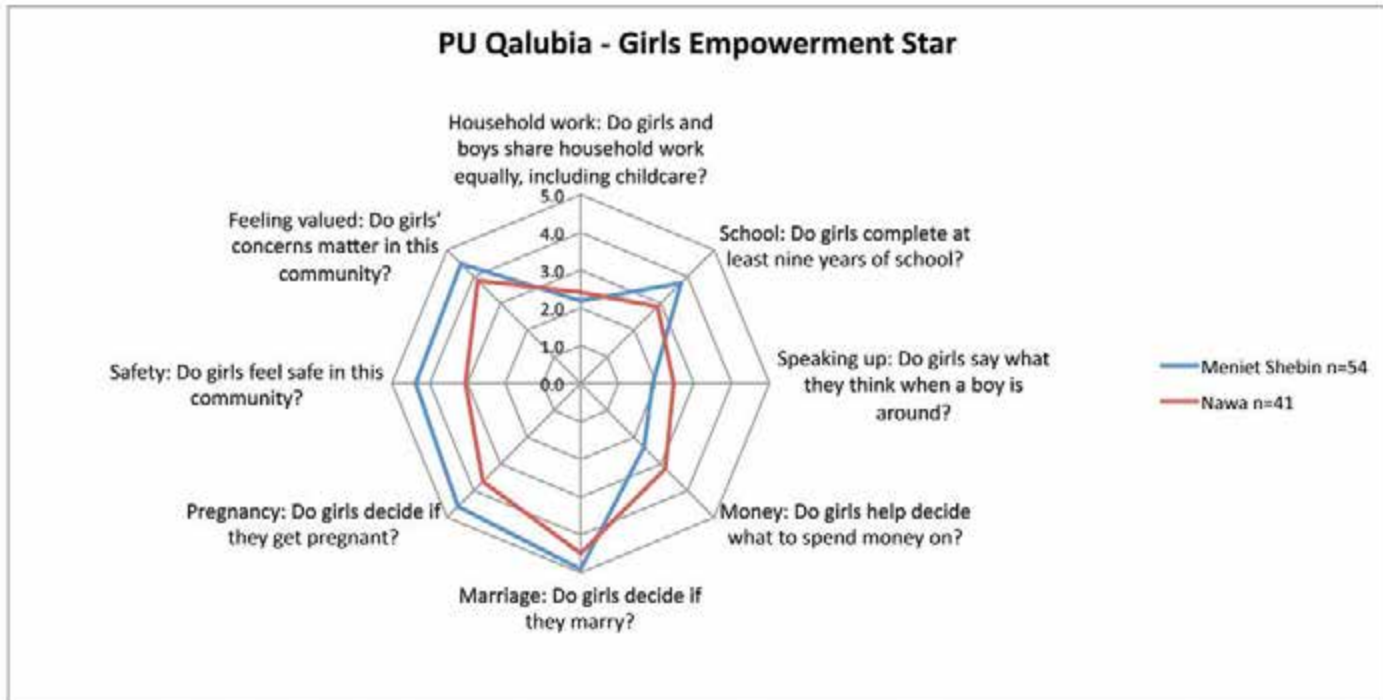 PU Qalubia - Girls Empowerment Star
Household work: Do girls and
boys share household work
equally, including childcare?
5.0
4.0
3.0
2.0
1.0
0.0
School: Do girls complete at
least nine years of school?
Speaking up: Do girls say what
they think when a boy is
around?
Money: Do girls help decide
what to spend money on?
Marriage: Do girls decide if
they marry?
Pregnancy: Do girls decide if
they get pregnant?
Safety: Do girls feel safe in this
community?
Feeling valued: Do girls'
concerns matter in this
community?
Meniet Shebin n=54
Nawa n=41